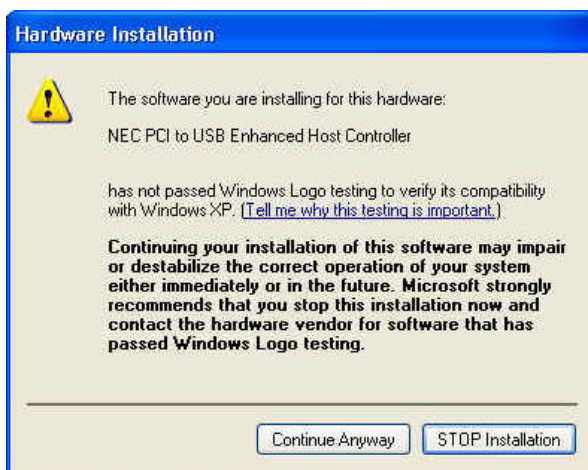 Hardware Installation
The software you are installing for this hardware:
NEC PCI to USB Enhanced Host Controller
has not passed Windows Logo testing to verify its compatibility
with Windows XP. (Tell me why this testing is important.)
Continuing your installation of this software may impair
or destabilize the correct operation of your system
either immediately or in the future. Microsoft strongly
recommends that you stop this installation now and
contact the hardware vendor for software that has
passed Windows Logo testing.
Continue Anyway
STOP Installation